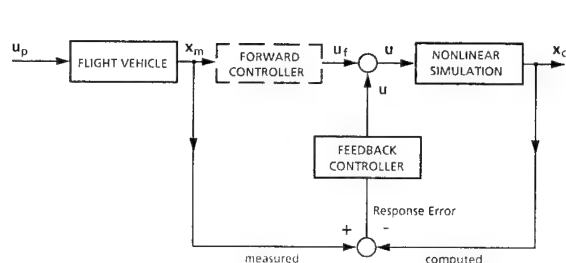 u_p
FLIGHT VEHICLE
x_m
FORWARD
CONTROLLER
u_f
u
NONLINEAR
SIMULATION
x_c
u
FEEDBACK
CONTROLLER
Response Error
+
-
measured
computed